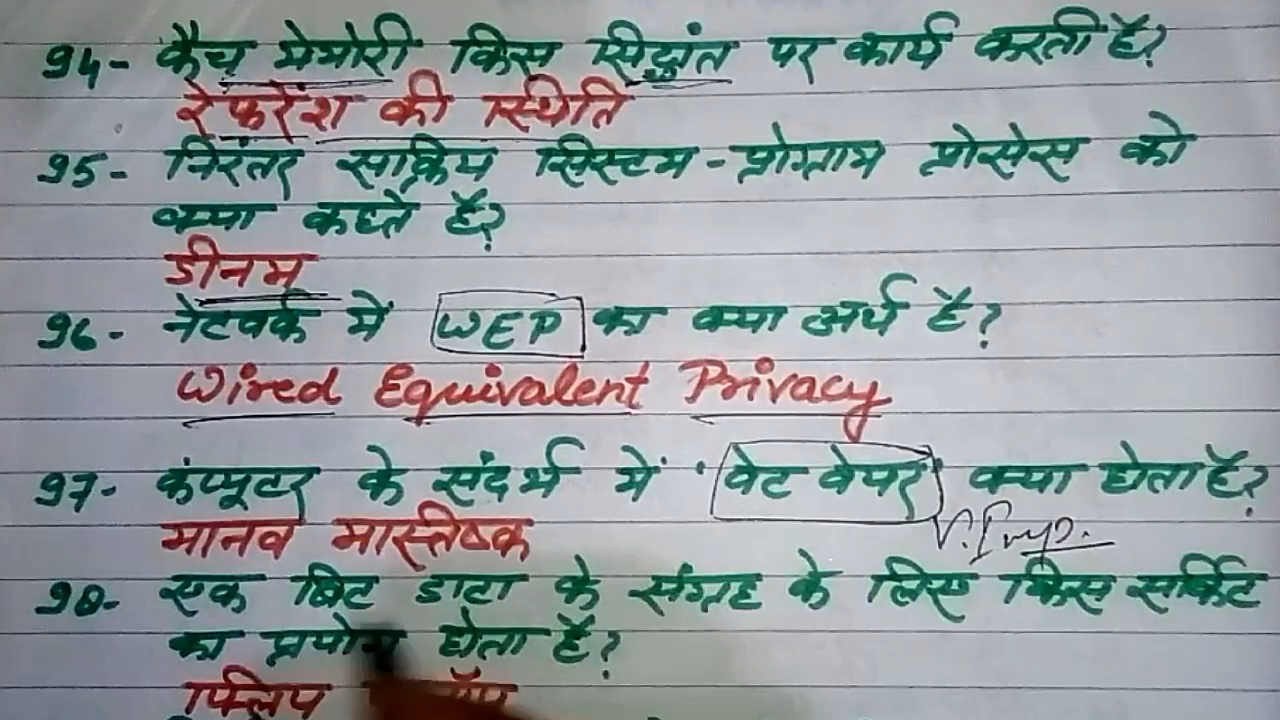 94- कैच मेमोरी किस सिद्धांत पर कार्य करती है?
रेफरेंश की स्थिति
95- निरंतर सक्रिय सिस्टम-प्रोग्राम प्रोसेस को
क्या कहते हैं?
डीनम
96- नेटवर्क में WEP का क्या अर्थ है?
Wired Equivalent Privacy
97- कंप्यूटर के संदर्भ में 'वेट वेयर' क्या होता है?
मानव मास्तिष्क
V. Imp.
98- एक बिट डाटा के संग्रह के लिए किस सर्किट
का प्रयोग होता है?
फ्लिप